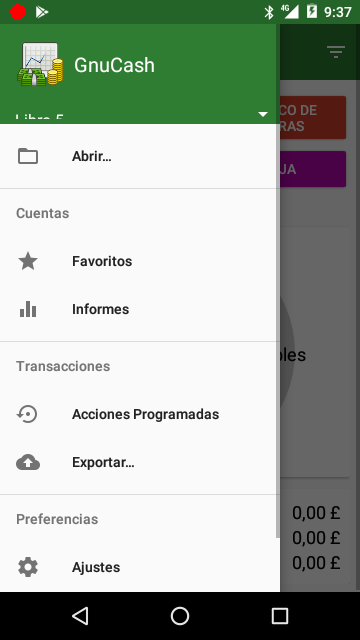 4G
9:37
GnuCash
Libro 5
Abrir…
Cuentas
Favoritos
Informes
Transacciones
Acciones Programadas
Exportar…
Preferencias
Ajustes
CO DE
RAS
JA
les
0,00 £
0,00 £
0,00 £